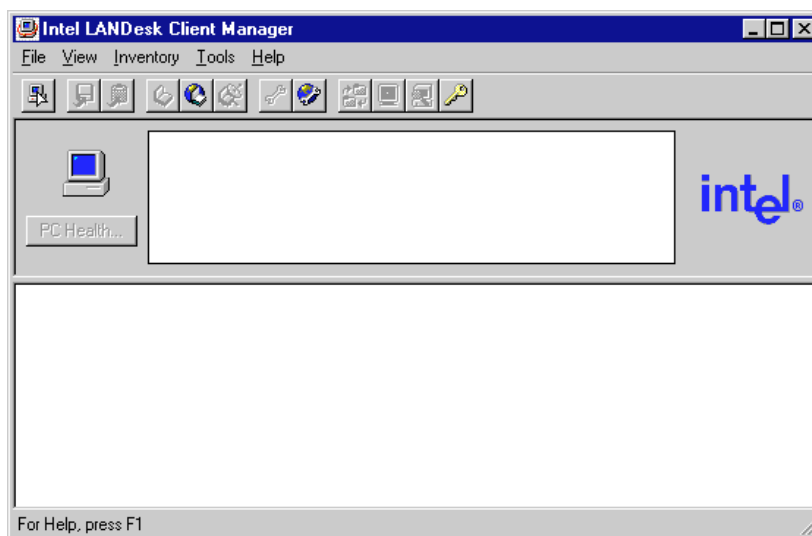 Intel LANDesk Client Manager
File View Inventory Tools Help
PC Health...
intel®
For Help, press F1